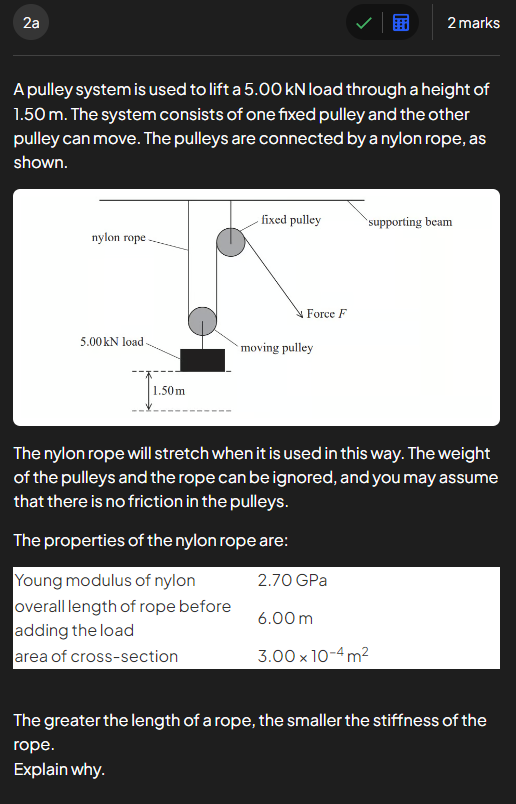 2a
2 marks
A pulley system is used to lift a 5.00 kN load through a height of
1.50 m. The system consists of one fixed pulley and the other
pulley can move. The pulleys are connected by a nylon rope, as
shown.
fixed pulley
supporting beam
nylon rope
Force F
5.00 kN load
moving pulley
1.50 m
The nylon rope will stretch when it is used in this way. The weight
of the pulleys and the rope can be ignored, and you may assume
that there is no friction in the pulleys.
The properties of the nylon rope are:
Young modulus of nylon 2.70 GPa
overall length of rope before
adding the load 6.00 m
area of cross-section 3.00 × 10⁻⁴ m²
The greater the length of a rope, the smaller the stiffness of the
rope.
Explain why.